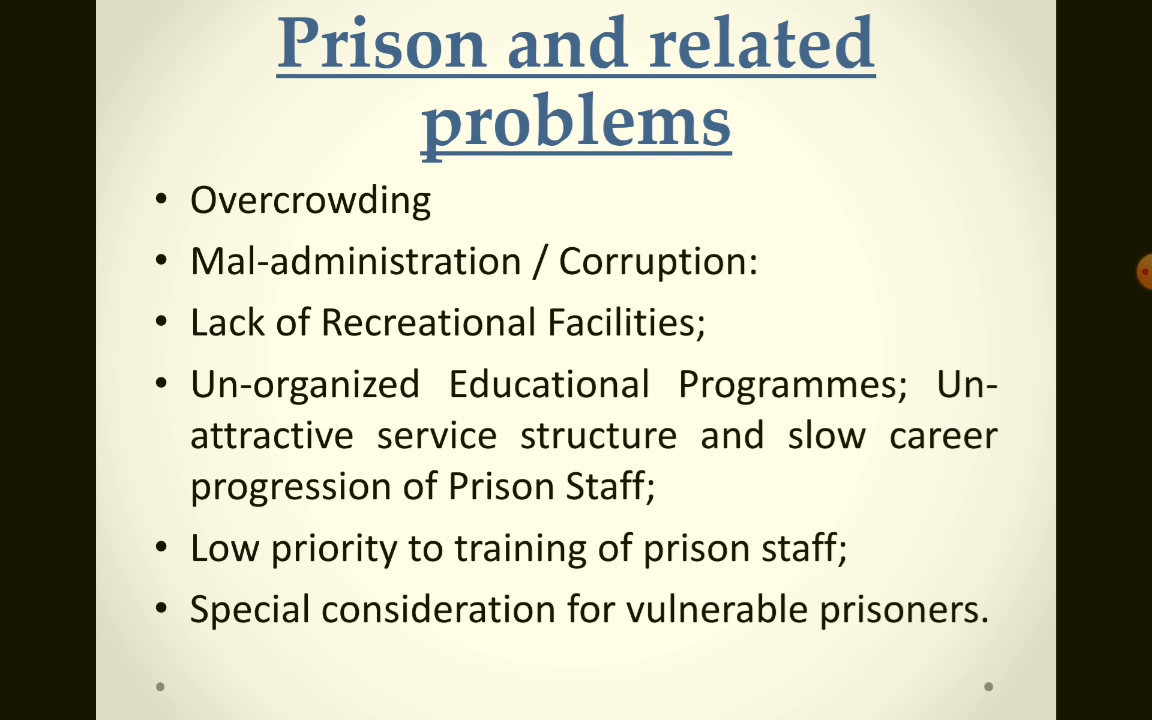 Prison and related
problems
• Overcrowding
• Mal-administration / Corruption:
• Lack of Recreational Facilities;
• Un-organized Educational Programmes; Un-
attractive service structure and slow career
progression of Prison Staff;
• Low priority to training of prison staff;
• Special consideration for vulnerable prisoners.